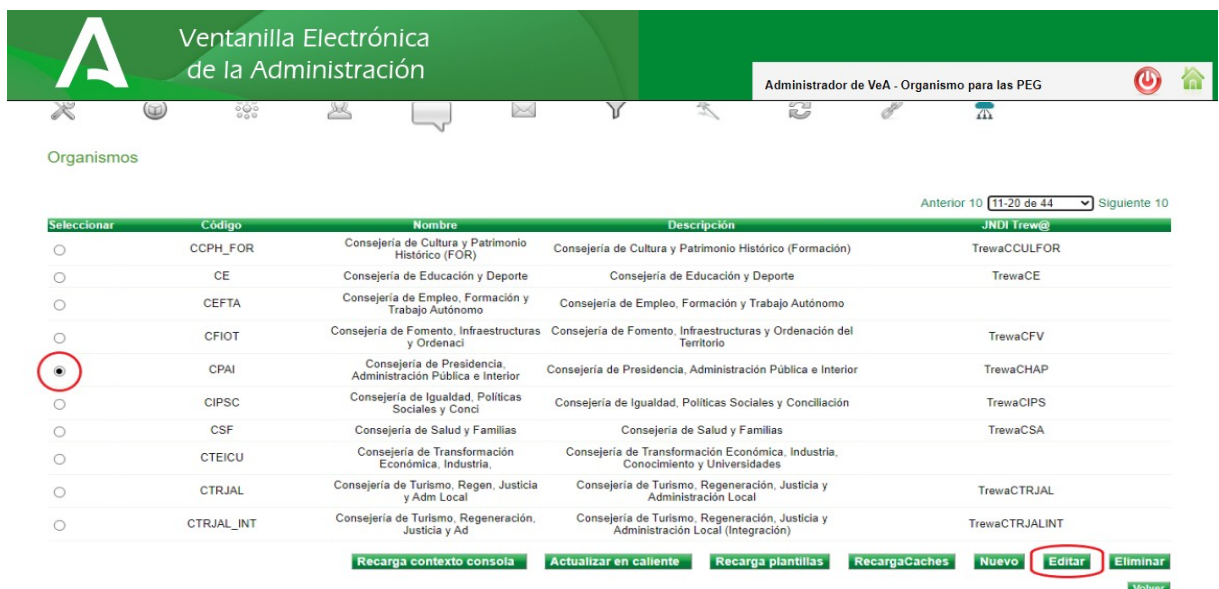 Ventanilla Electrónica
de la Administración
Administrador de VeA - Organismo para las PEG
Organismos
Anterior 10 11-20 de 44 Siguiente 10
Seleccionar Código Nombre Descripción JNDI Trew@
CCPH_FOR Consejería de Cultura y Patrimonio Histórico (FOR) Consejería de Cultura y Patrimonio Histórico (Formación) TrewaCCULFOR
CE Consejería de Educación y Deporte Consejería de Educación y Deporte TrewaCE
CEFTA Consejería de Empleo, Formación y Trabajo Autónomo Consejería de Empleo, Formación y Trabajo Autónomo
CFIOT Consejería de Fomento, Infraestructuras y Ordenaci Consejería de Fomento, Infraestructuras y Ordenación del Territorio TrewaCFV
CPAI Consejería de Presidencia, Administración Pública e Interior Consejería de Presidencia, Administración Pública e Interior TrewaCHAP
CIPSC Consejería de Igualdad, Políticas Sociales y Conci Consejería de Igualdad, Políticas Sociales y Conciliación TrewaCIPS
CSF Consejería de Salud y Familias Consejería de Salud y Familias TrewaCSA
CTEICU Consejería de Transformación Económica, Industria, Consejería de Transformación Económica, Industria, Conocimiento y Universidades
CTRJAL Consejería de Turismo, Regen, Justicia y Adm Local Consejería de Turismo, Regeneración, Justicia y Administración Local TrewaCTRJAL
CTRJAL_INT Consejería de Turismo, Regeneración, Justicia y Ad Consejería de Turismo, Regeneración, Justicia y Administración Local (Integración) TrewaCTRJALINT
Recarga contexto consola Actualizar en caliente Recarga plantillas RecargaCaches Nuevo Editar Eliminar
Volver